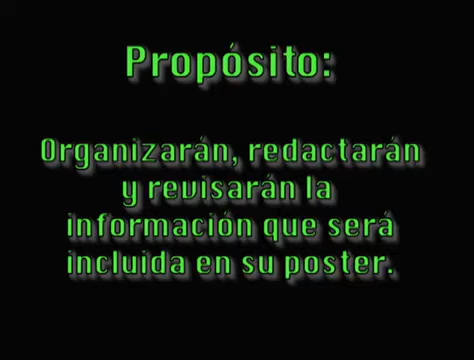 Propósito:
Organizarán, redactarán
y revisarán la
información que será
incluida en su poster.